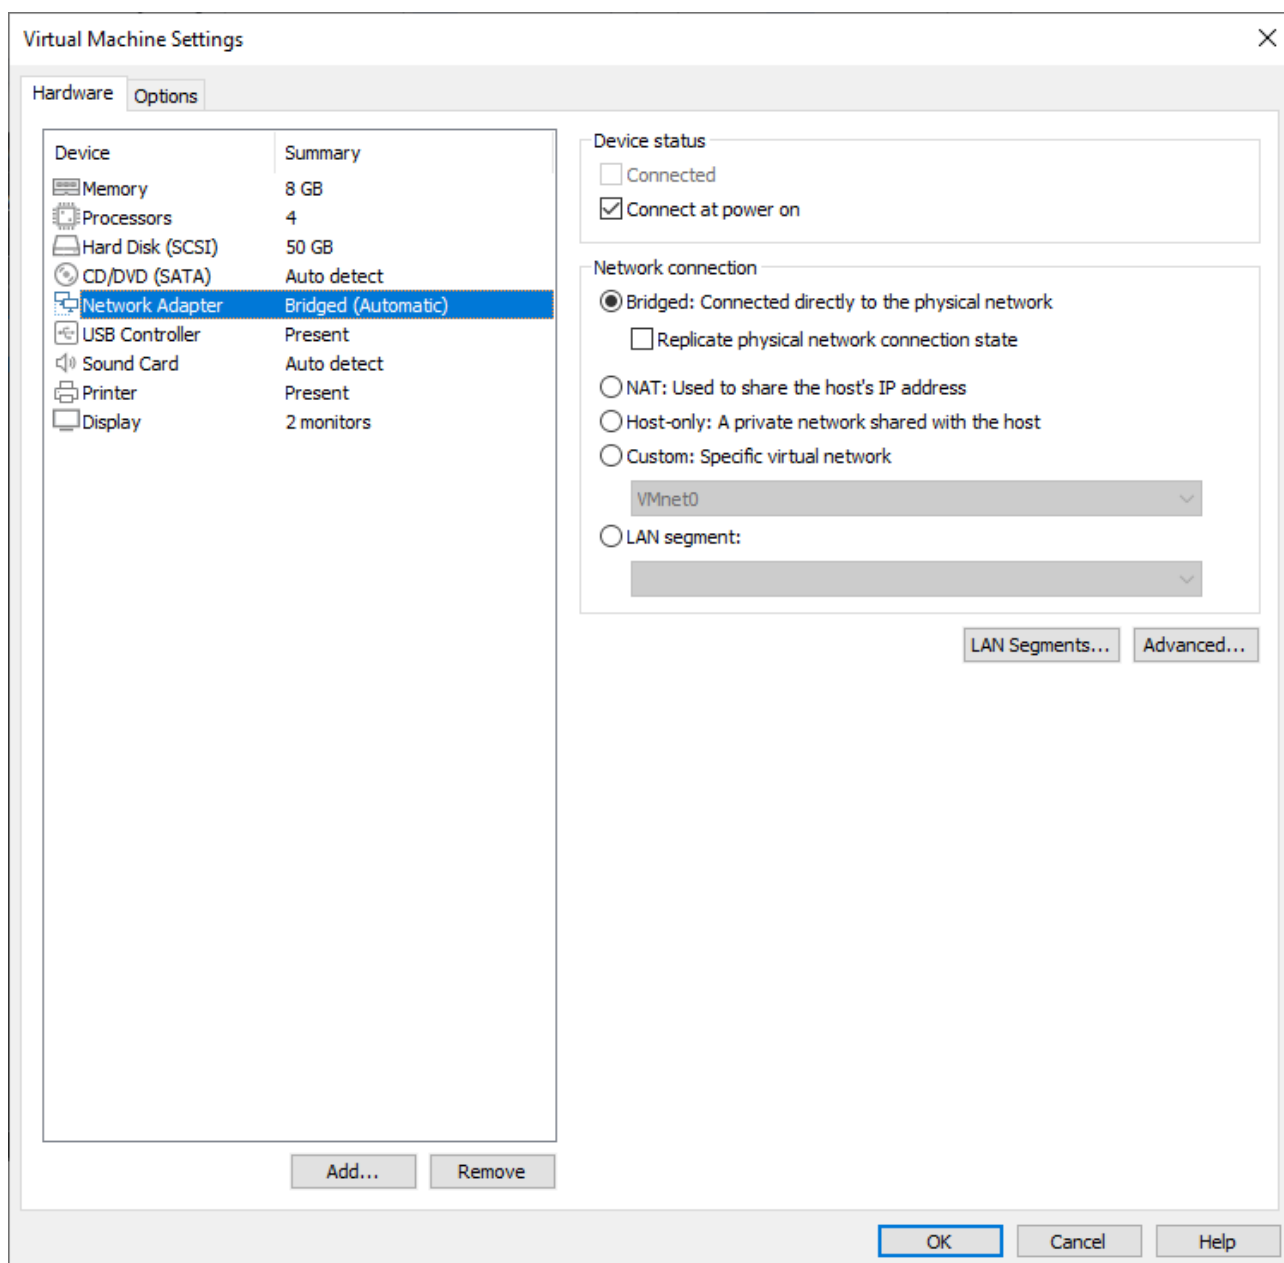 Virtual Machine Settings
Hardware Options
Device Summary
Memory 8 GB
Processors 4
Hard Disk (SCSI) 50 GB
CD/DVD (SATA) Auto detect
Network Adapter Bridged (Automatic)
USB Controller Present
Sound Card Auto detect
Printer Present
Display 2 monitors
Add... Remove
Device status
Connected
Connect at power on
Network connection
Bridged: Connected directly to the physical network
Replicate physical network connection state
NAT: Used to share the host's IP address
Host-only: A private network shared with the host
Custom: Specific virtual network
VMnet0
LAN segment:
LAN Segments... Advanced...
OK Cancel Help